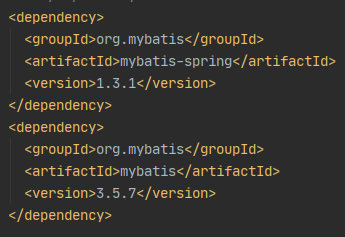 <dependency>
  <groupId>org.mybatis</groupId>
  <artifactId>mybatis-spring</artifactId>
  <version>1.3.1</version>
</dependency>
<dependency>
  <groupId>org.mybatis</groupId>
  <artifactId>mybatis</artifactId>
  <version>3.5.7</version>
</dependency>